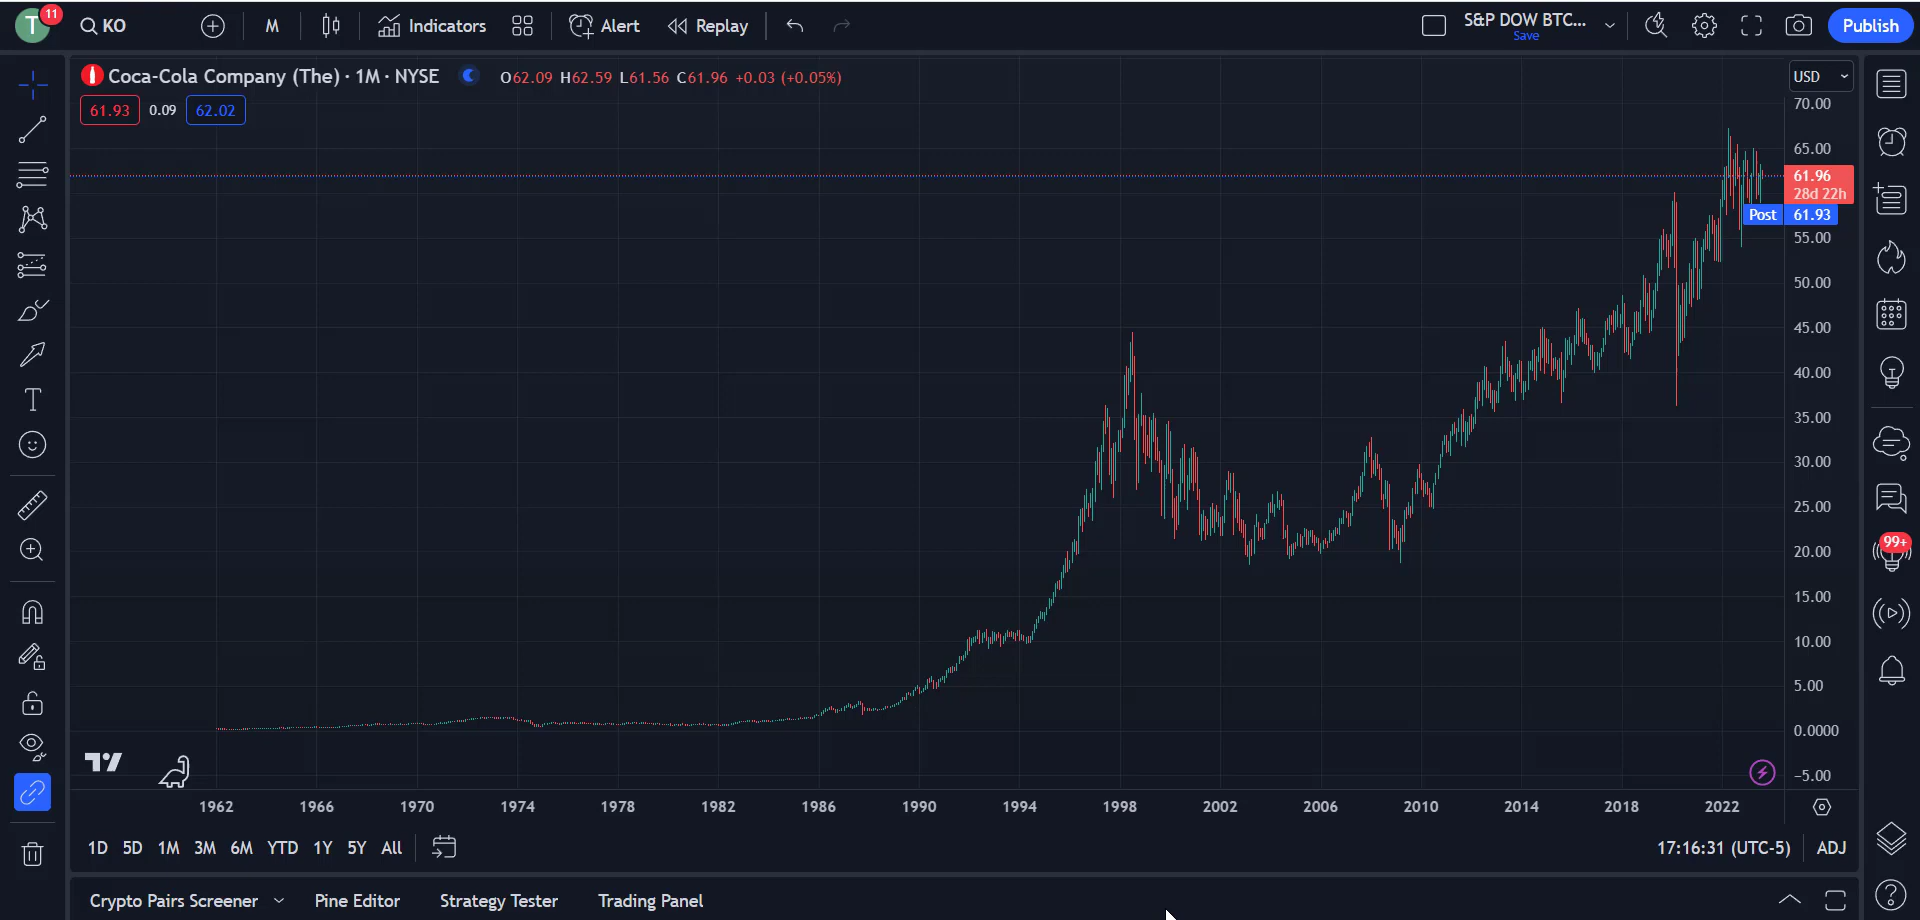 T 11 KO M Indicators Alert Replay S&P DOW BTC... Publish
Save
Coca-Cola Company (The) · 1M · NYSE O62.09 H62.59 L61.56 C61.96 +0.03 (+0.05%) USD
61.93 0.09 62.02
70.00
65.00
61.96
28d 22h
Post 61.93
55.00
50.00
45.00
40.00
35.00
30.00
25.00
20.00
15.00
10.00
5.00
0.0000
−5.00
T
99+
1962 1966 1970 1974 1978 1982 1986 1990 1994 1998 2002 2006 2010 2014 2018 2022
1D 5D 1M 3M 6M YTD 1Y 5Y All 17:16:31 (UTC-5) ADJ
Crypto Pairs Screener Pine Editor Strategy Tester Trading Panel